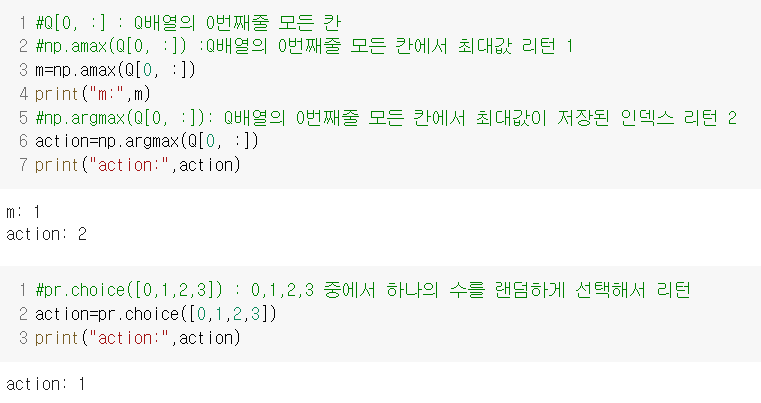 1 #Q[0, :] : Q배열의 0번째줄 모든 칸
2 #np.amax(Q[0, :]) :Q배열의 0번째줄 모든 칸에서 최대값 리턴 1
3 m=np.amax(Q[0, :])
4 print("m:",m)
5 #np.argmax(Q[0, :]): Q배열의 0번째줄 모든 칸에서 최대값이 저장된 인덱스 리턴 2
6 action=np.argmax(Q[0, :])
7 print("action:",action)
m: 1
action: 2
1 #pr.choice([0,1,2,3]) : 0,1,2,3 중에서 하나의 수를 랜덤하게 선택해서 리턴
2 action=pr.choice([0,1,2,3])
3 print("action:",action)
action: 1